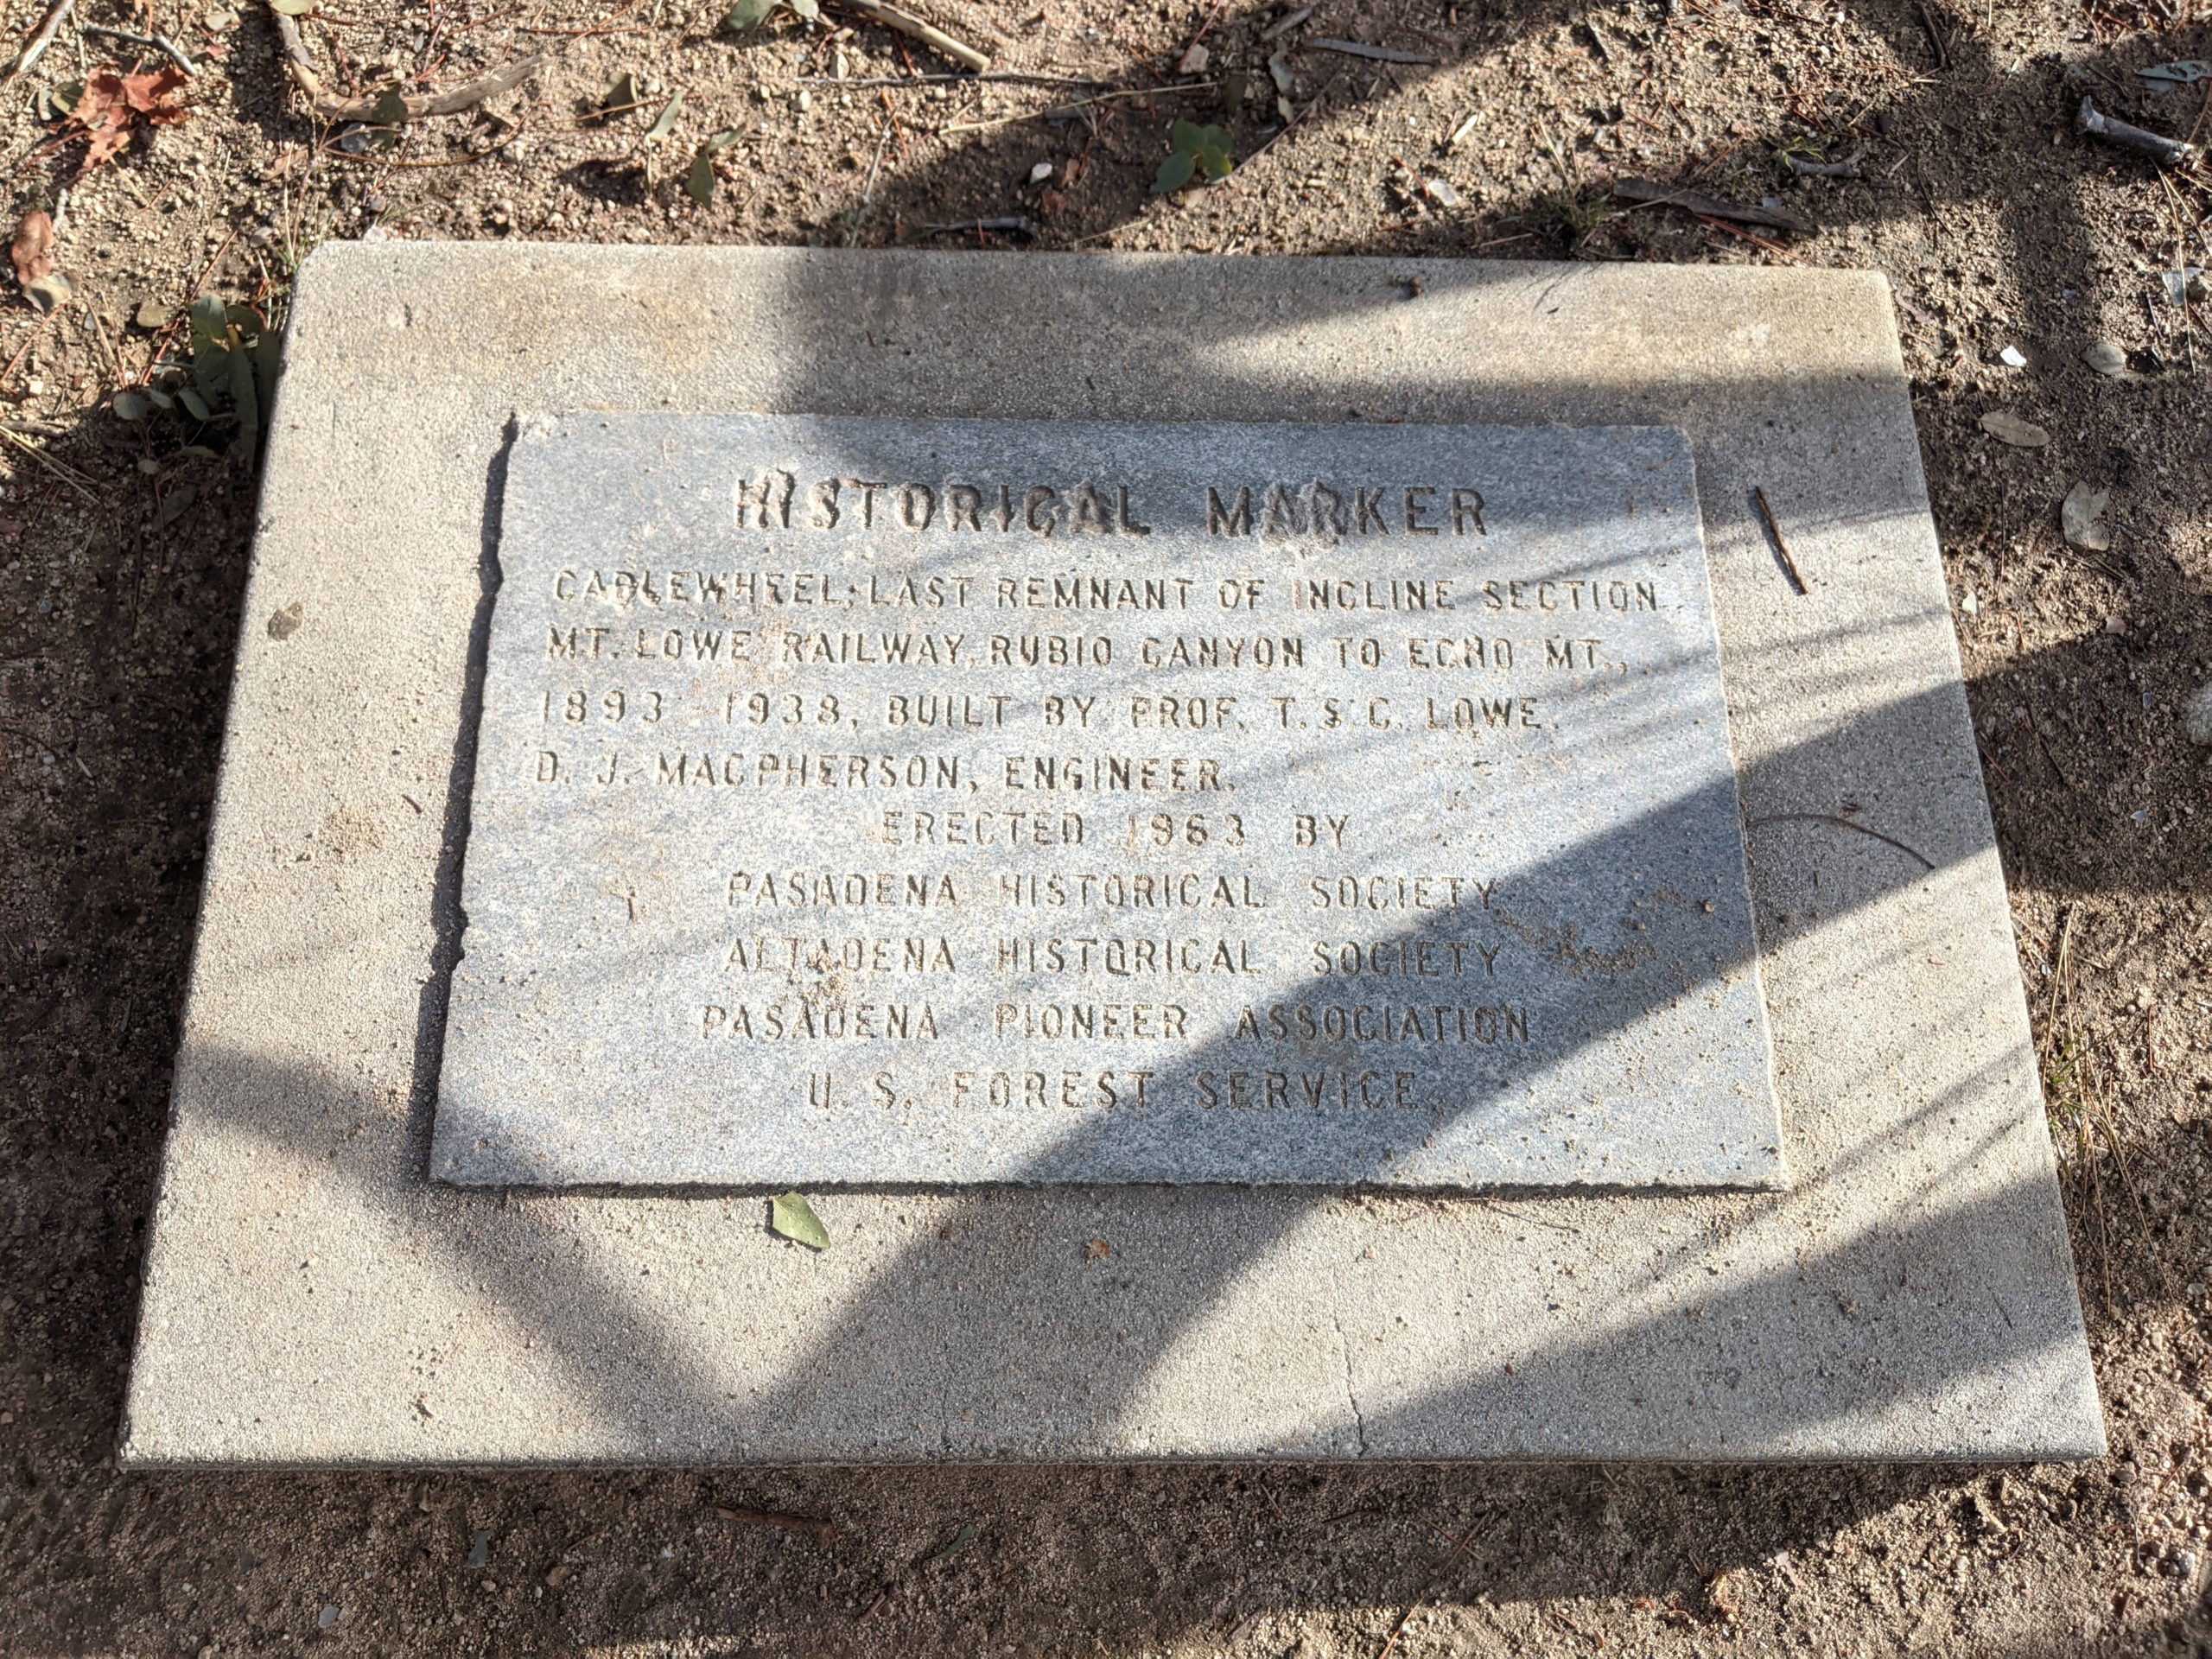 HISTORICAL MARKER
CABLEWHEEL; LAST REMNANT OF INCLINE SECTION
MT. LOWE RAILWAY, RUBIO CANYON TO ECHO MT.,
1893 - 1938, BUILT BY PROF. T. S. C. LOWE.
D. J. MACPHERSON, ENGINEER.
ERECTED 1963 BY
PASADENA HISTORICAL SOCIETY
ALTADENA HISTORICAL SOCIETY
PASADENA PIONEER ASSOCIATION
U. S. FOREST SERVICE.